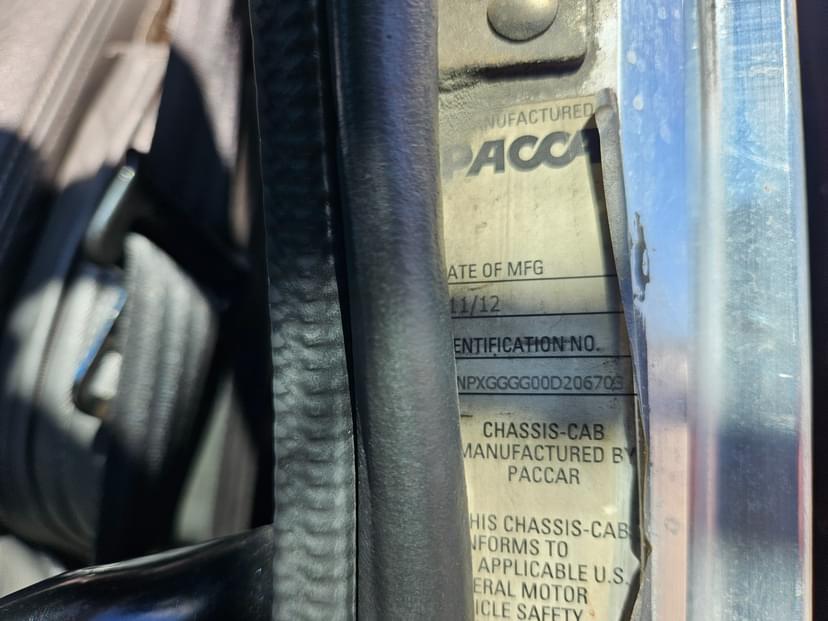 NUFACTURED
PACCA
ATE OF MFG
11/12
ENTIFICATION NO.
NPXGGGG00D206703
CHASSIS-CAB
MANUFACTURED BY
PACCAR
HIS CHASSIS-CAB
NFORMS TO
APPLICABLE U.S.
ERAL MOTOR
ICLE SAFETY